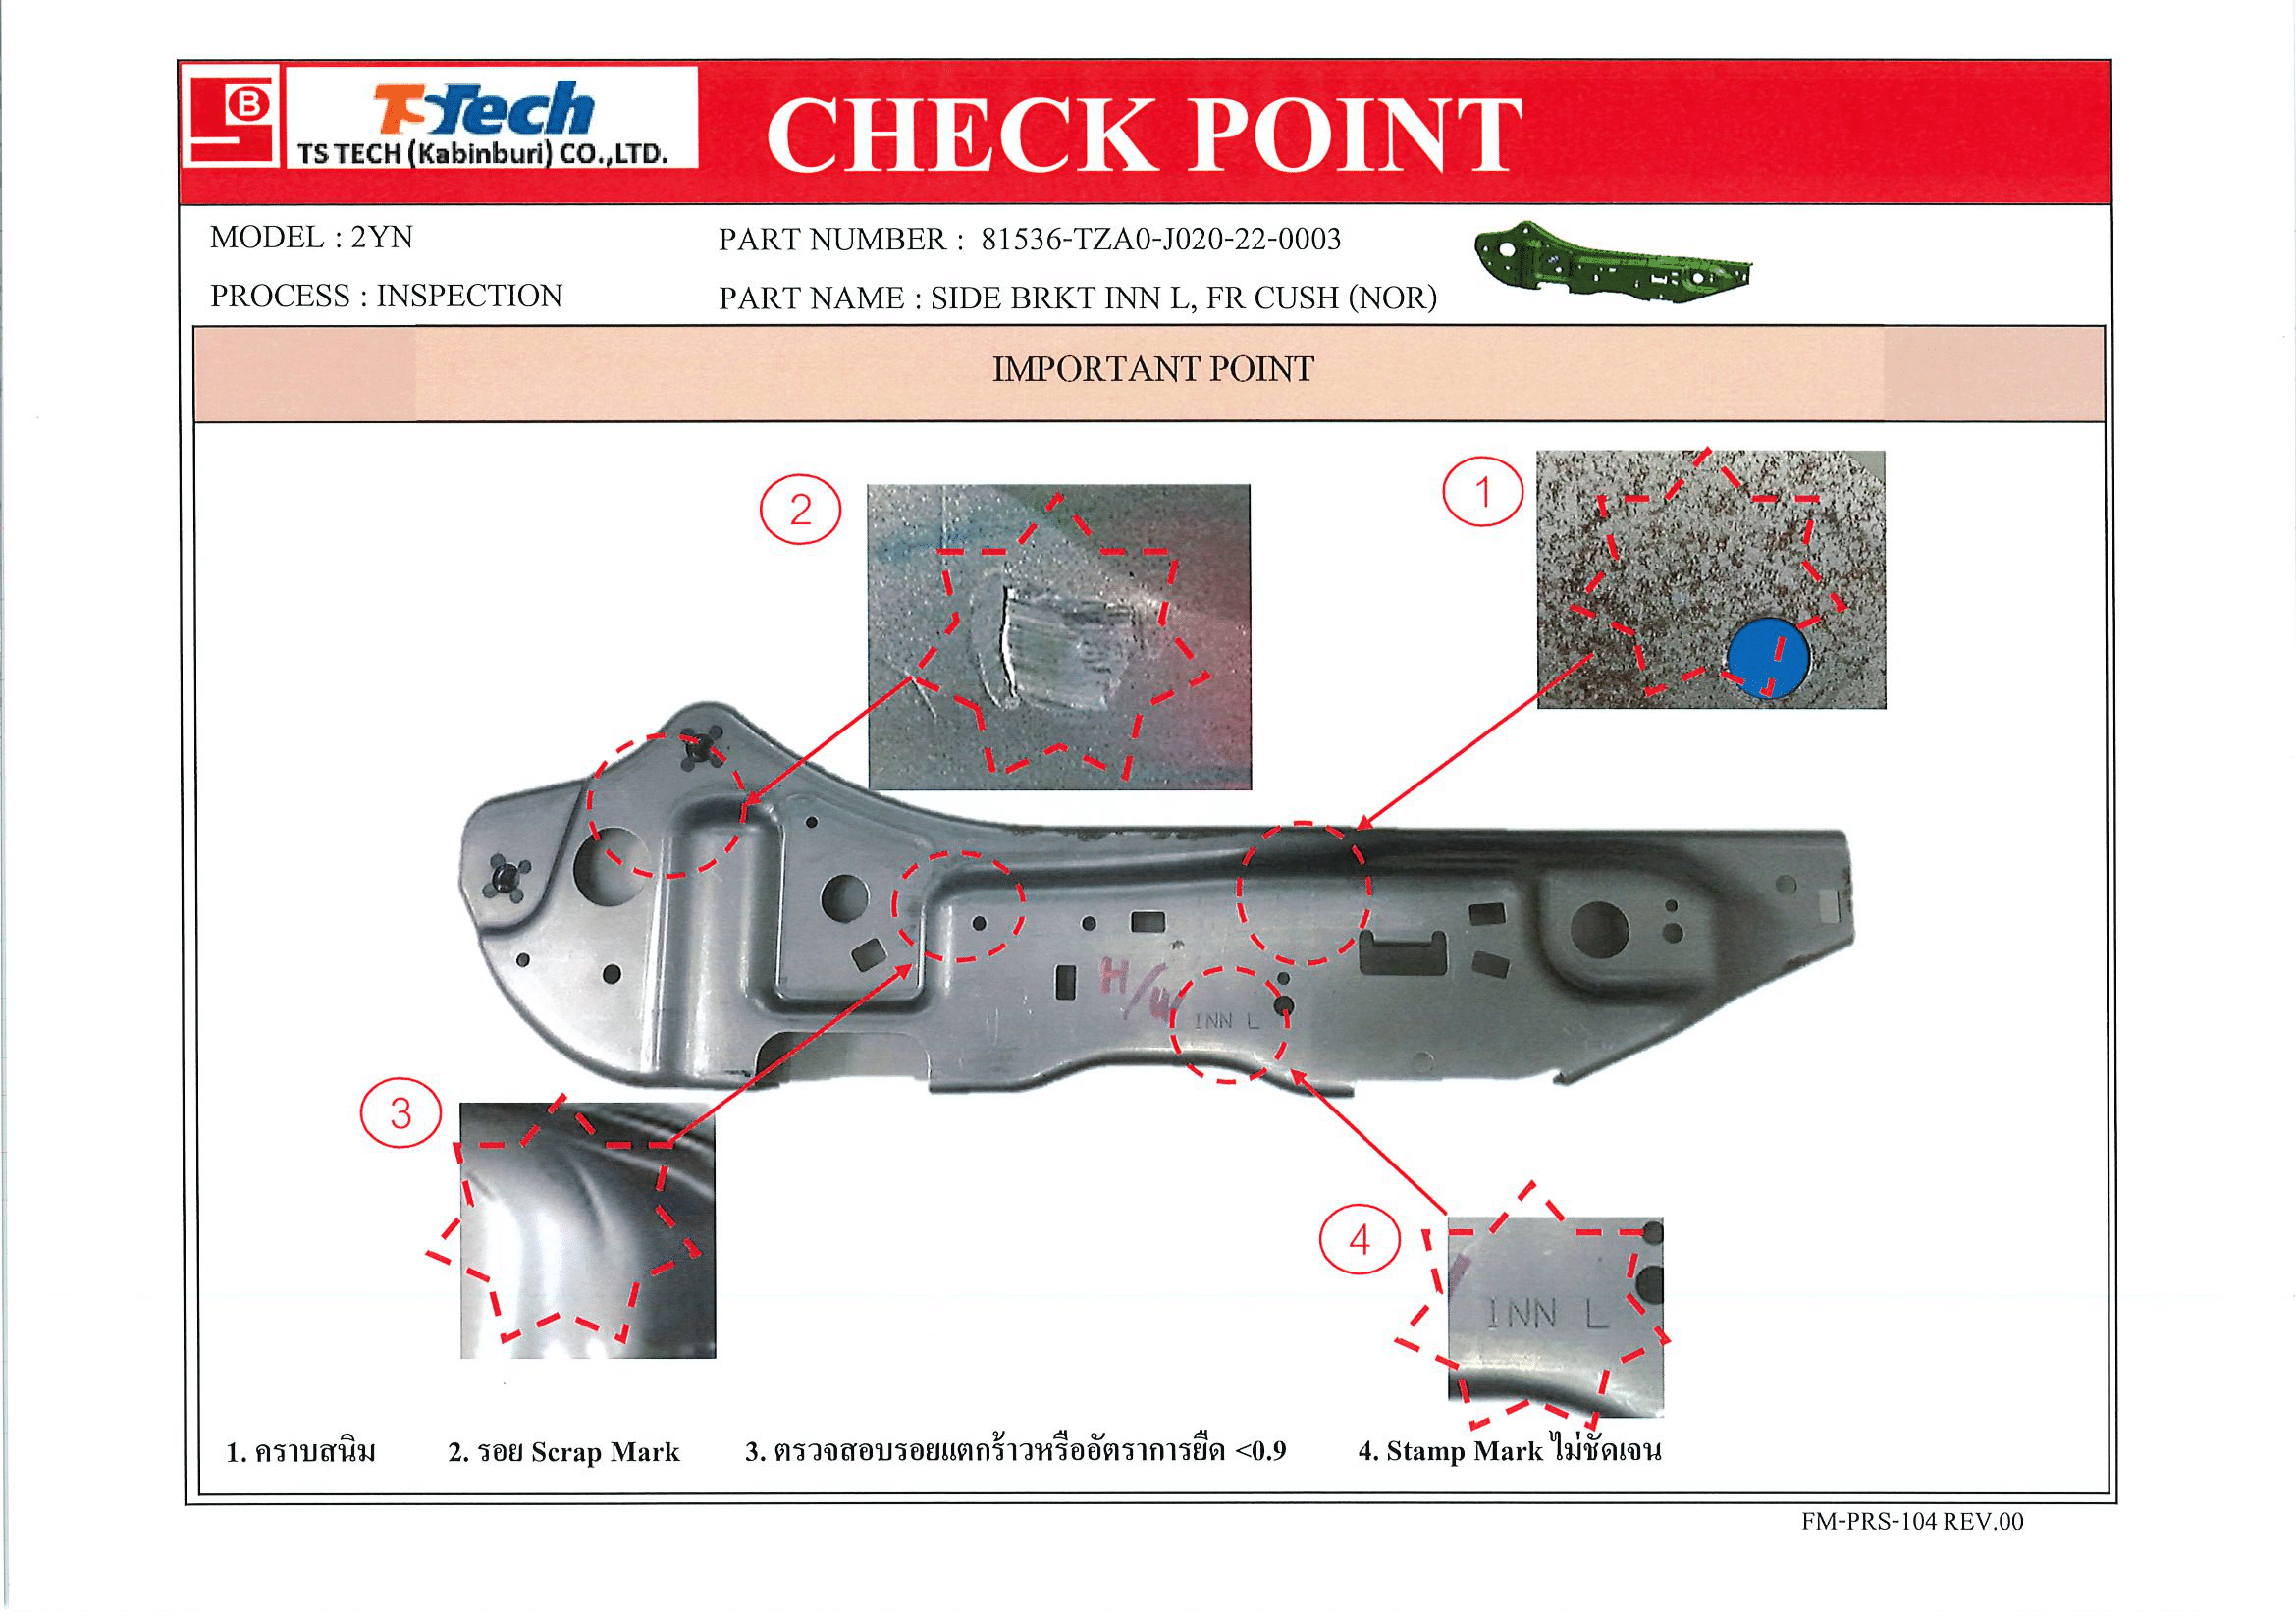 B
TSTech
TS TECH (Kabinburi) CO.,LTD.
CHECK POINT
MODEL : 2YN
PART NUMBER : 81536-TZA0-J020-22-0003
PROCESS : INSPECTION
PART NAME : SIDE BRKT INN L, FR CUSH (NOR)
IMPORTANT POINT
2
1
H/W
INN L
3
4
INN L
1. คราบสนิม
2. รอย Scrap Mark
3. ตรวจสอบรอยแตกร้าวหรืออัตราการยืด <0.9
4. Stamp Mark ไม่ชัดเจน
FM-PRS-104 REV.00